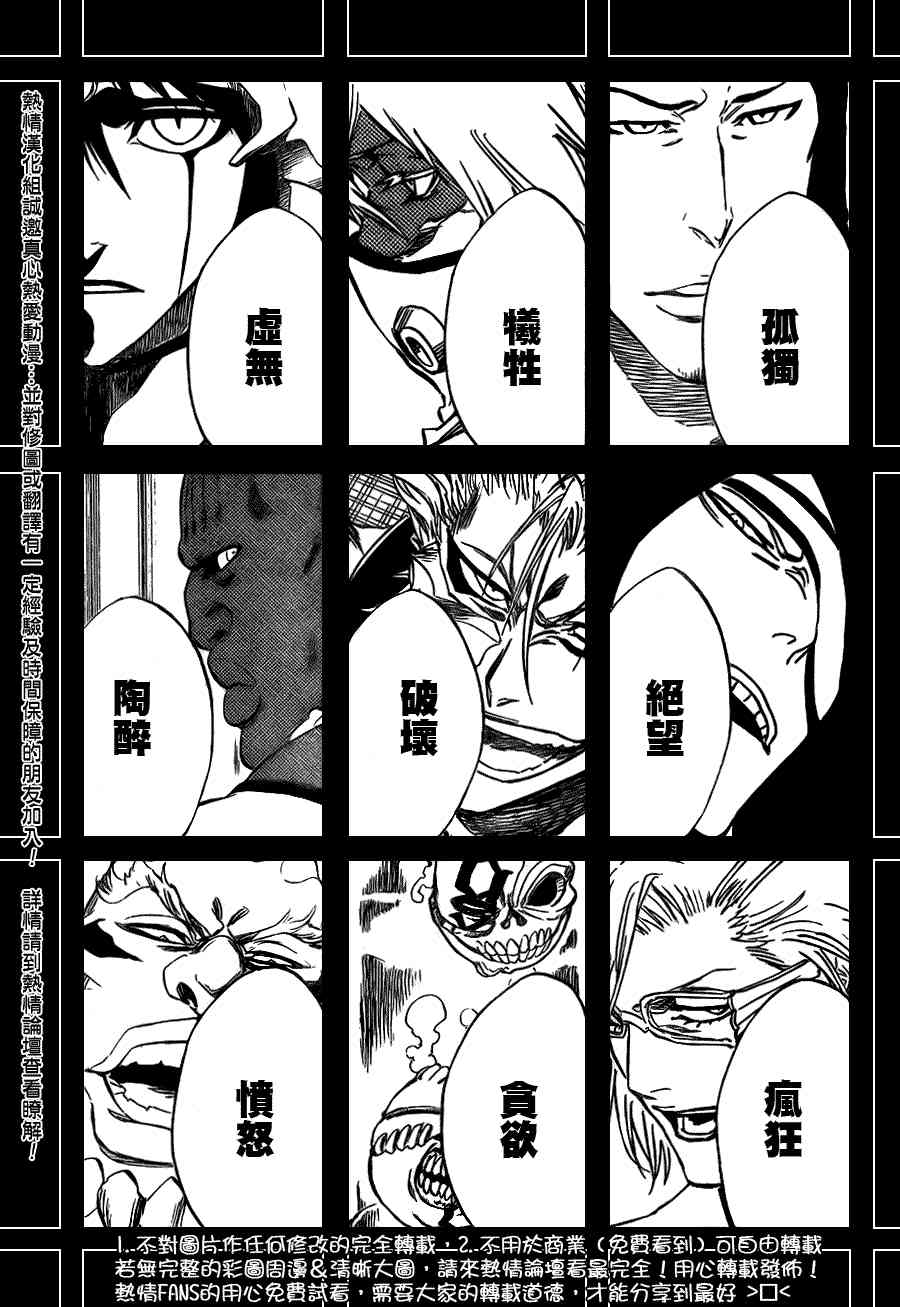 孤獨
犧牲
虛無
絕望
破壞
陶醉
瘋狂
貪欲
憤怒
熱情漢化組誠邀真心熱愛動漫…並對修圖或翻譯有一定經驗及時間保障的朋友加入！ 詳情請到熱情論壇查看瞭解！
1. 不對圖片作任何修改的完全轉載，2. 不用於商業（免費看到）可自由轉載
若無完整的彩圖周邊&清晰大圖，請來熱情論壇看最完全！用心轉載發佈！
熱情FANS的用心免費試看，需要大家的轉載道德，才能分享到最好 >□<